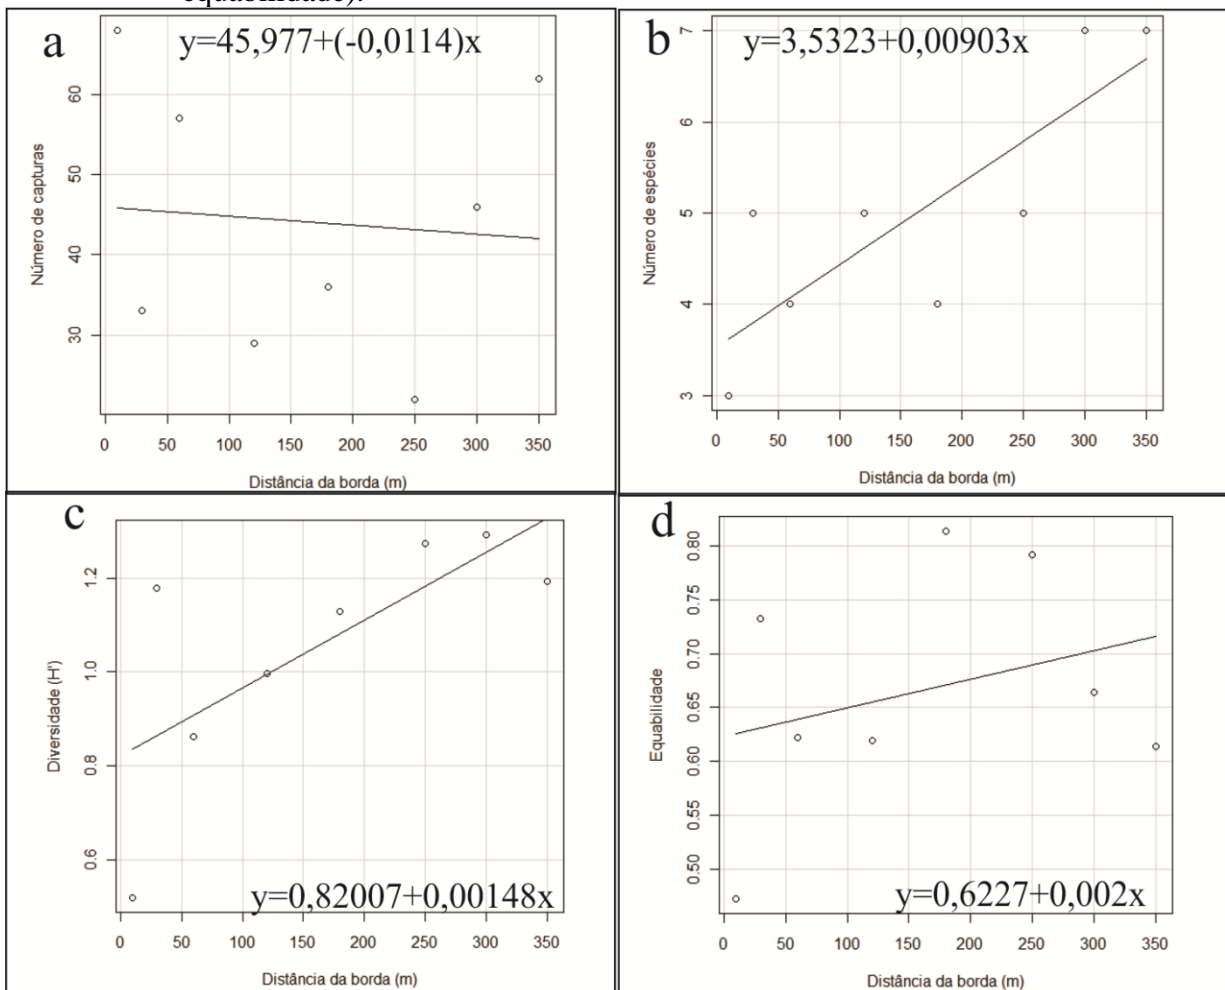 equabilidade).
a
y=45,977+(-0,0114)x
Número de capturas
60
50
40
30
0 50 100 150 200 250 300 350
Distância da borda (m)
b
y=3,5323+0,00903x
Número de espécies
7
6
5
4
3
0 50 100 150 200 250 300 350
Distância da borda (m)
c
Diversidade (H')
1.2
1.0
0.8
0.6
y=0,82007+0,00148x
0 50 100 150 200 250 300 350
Distância da borda (m)
d
Equabilidade
0.80
0.75
0.70
0.65
0.60
0.55
0.50
y=0,6227+0,002x
0 50 100 150 200 250 300 350
Distância da borda (m)